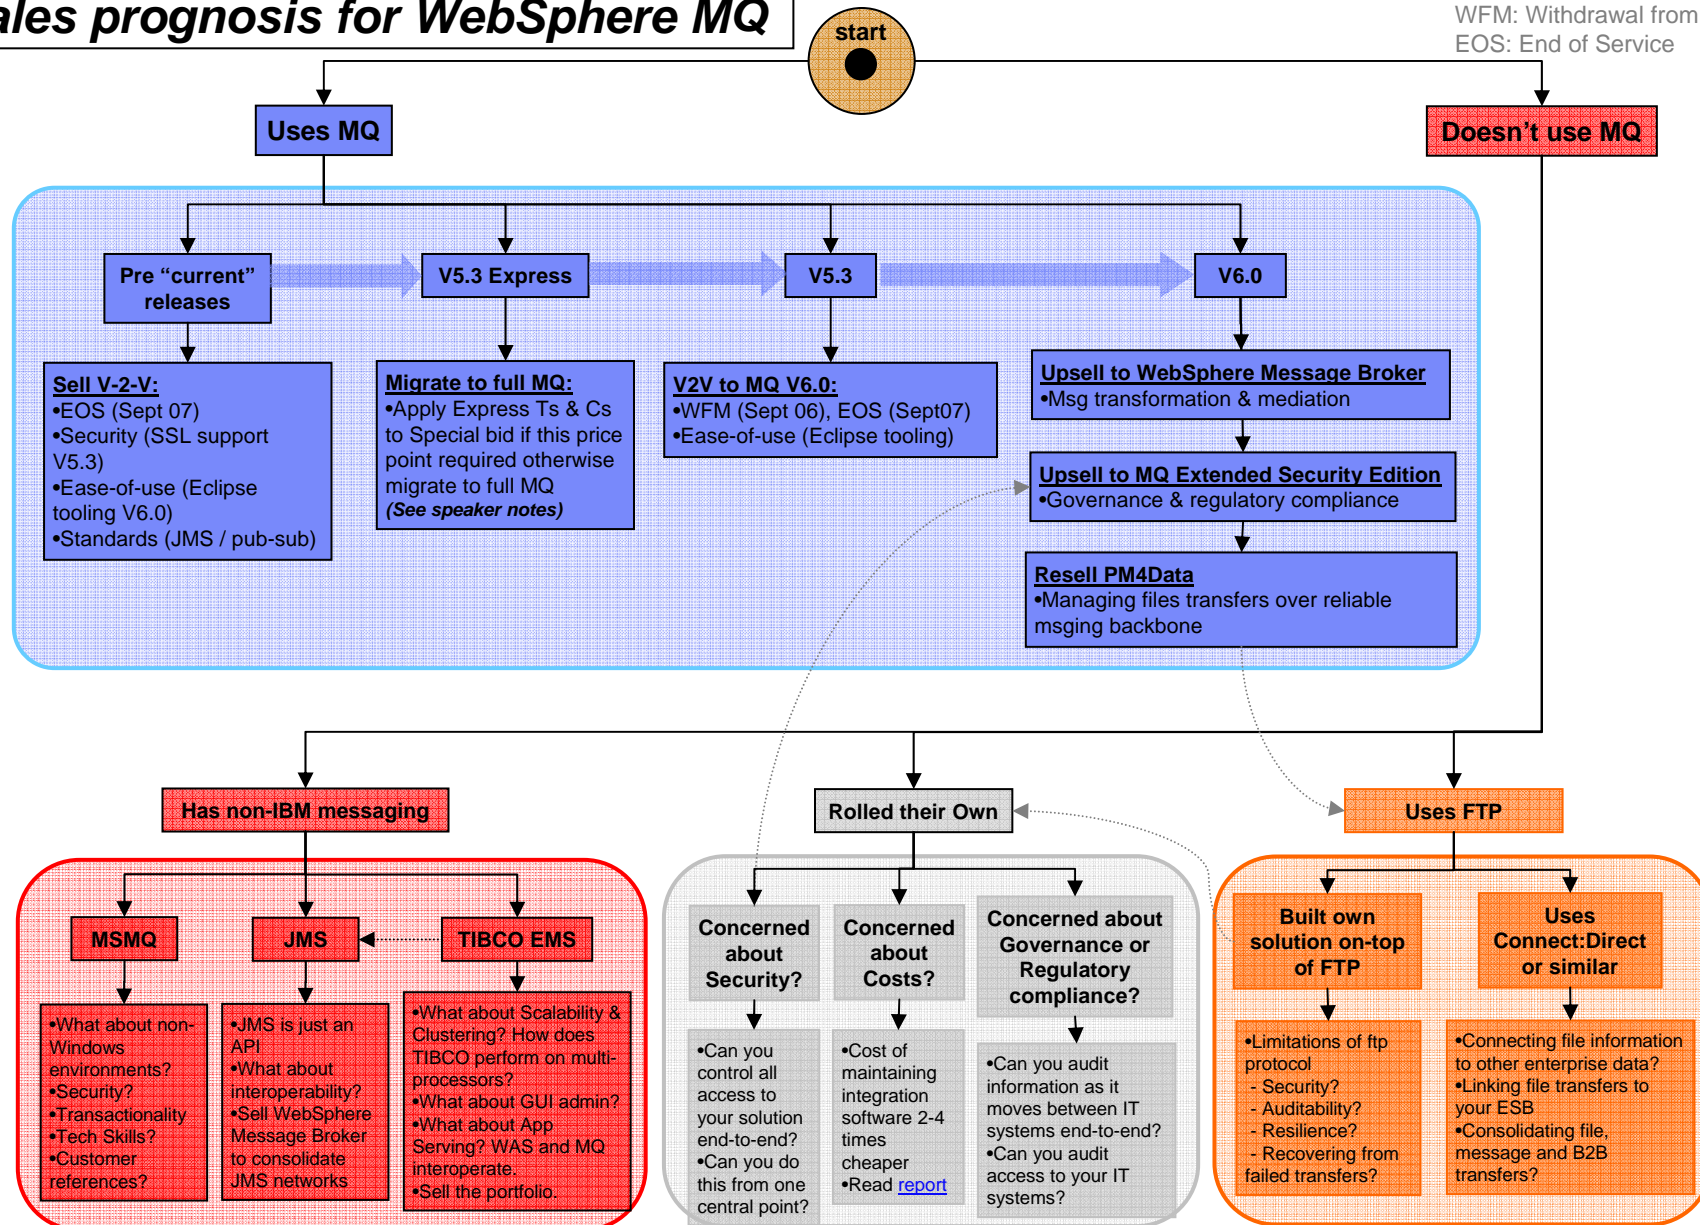 ales prognosis for WebSphere MQ
start
WFM: Withdrawal from
EOS: End of Service
Uses MQ
Doesn't use MQ
Pre “current”
releases
V5.3 Express
V5.3
V6.0
Sell V-2-V:
•EOS (Sept 07)
•Security (SSL support
V5.3)
•Ease-of-use (Eclipse
tooling V6.0)
•Standards (JMS / pub-sub)
Migrate to full MQ:
•Apply Express Ts & Cs
to Special bid if this price
point required otherwise
migrate to full MQ
(See speaker notes)
V2V to MQ V6.0:
•WFM (Sept 06), EOS (Sept07)
•Ease-of-use (Eclipse tooling)
Upsell to WebSphere Message Broker
•Msg transformation & mediation
Upsell to MQ Extended Security Edition
•Governance & regulatory compliance
Resell PM4Data
•Managing files transfers over reliable
msging backbone
Has non-IBM messaging
Rolled their Own
Uses FTP
MSMQ
JMS
TIBCO EMS
•What about non-
Windows
environments?
•Security?
•Transactionality
•Tech Skills?
•Customer
references?
•JMS is just an
API
•What about
interoperability?
•Sell WebSphere
Message Broker
to consolidate
JMS networks
•What about Scalability &
Clustering? How does
TIBCO perform on multi-
processors?
•What about GUI admin?
•What about App
Serving? WAS and MQ
interoperate.
•Sell the portfolio.
Concerned
about
Security?
Concerned
about
Costs?
Concerned about
Governance or
Regulatory
compliance?
•Can you
control all
access to
your solution
end-to-end?
•Can you do
this from one
central point?
•Cost of
maintaining
integration
software 2-4
times
cheaper
•Read report
•Can you audit
information as it
moves between IT
systems end-to-end?
•Can you audit
access to your IT
systems?
Built own
solution on-top
of FTP
Uses
Connect:Direct
or similar
•Limitations of ftp
protocol
- Security?
- Auditability?
- Resilience?
- Recovering from
failed transfers?
•Connecting file information
to other enterprise data?
•Linking file transfers to
your ESB
•Consolidating file,
message and B2B
transfers?